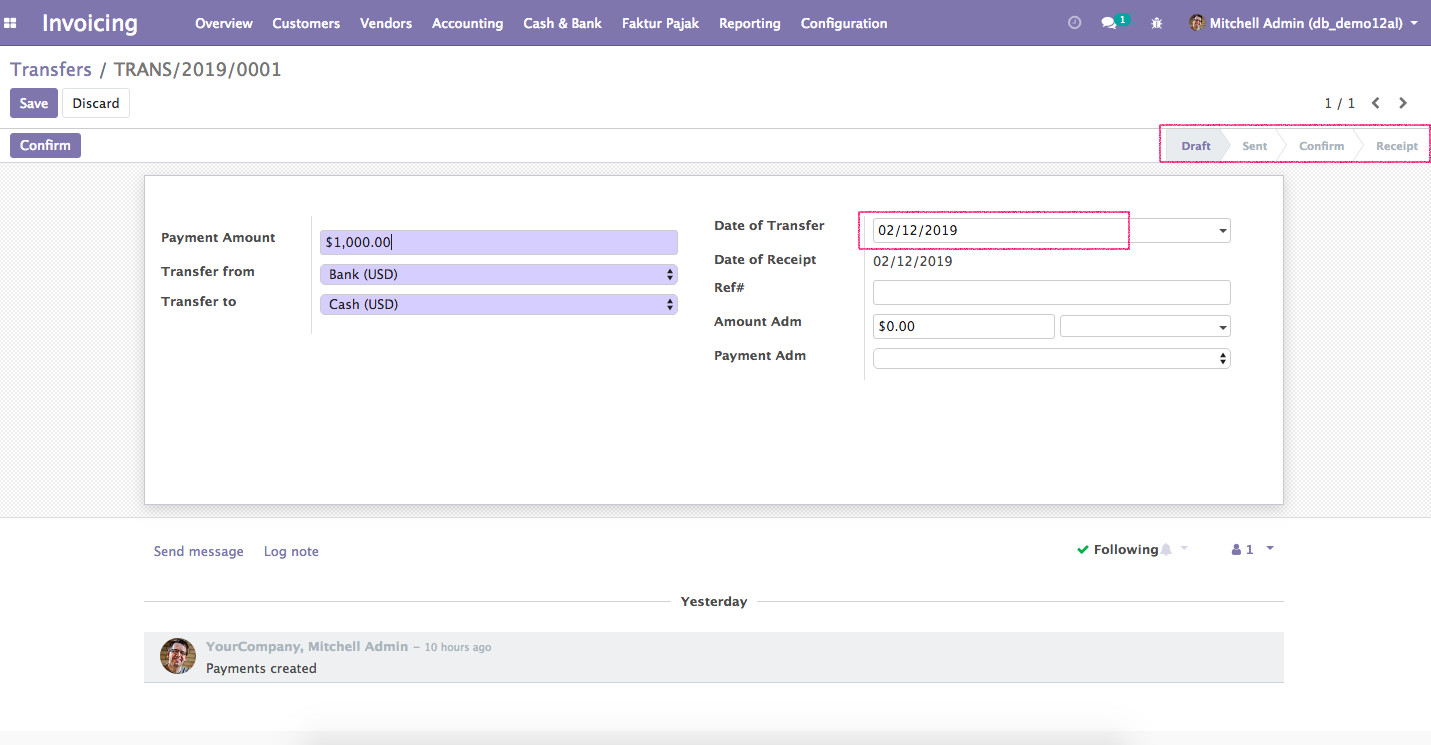 Invoicing Overview Customers Vendors Accounting Cash & Bank Faktur Pajak Reporting Configuration 1 Mitchell Admin (db_demo12al)
Transfers / TRANS/2019/0001
Save Discard 1 / 1
Confirm Draft Sent Confirm Receipt
Payment Amount $1,000.00
Transfer from Bank (USD)
Transfer to Cash (USD)
Date of Transfer 02/12/2019
Date of Receipt 02/12/2019
Ref#
Amount Adm $0.00
Payment Adm
Send message Log note Following 1
Yesterday
YourCompany, Mitchell Admin – 10 hours ago
Payments created